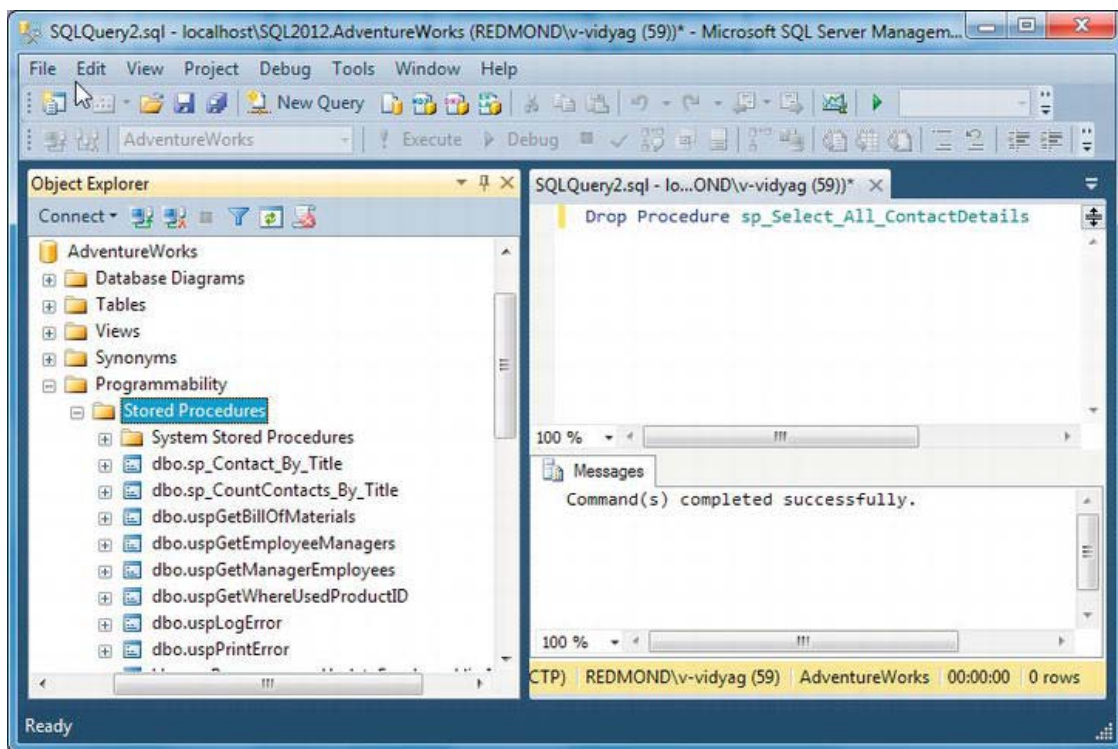 SQLQuery2.sql - localhost\SQL2012.AdventureWorks (REDMOND\v-vidyag (59))* - Microsoft SQL Server Managem...
File Edit View Project Debug Tools Window Help
New Query
AdventureWorks Execute Debug
Object Explorer
Connect
AdventureWorks
Database Diagrams
Tables
Views
Synonyms
Programmability
Stored Procedures
System Stored Procedures
dbo.sp_Contact_By_Title
dbo.sp_CountContacts_By_Title
dbo.uspGetBillOfMaterials
dbo.uspGetEmployeeManagers
dbo.uspGetManagerEmployees
dbo.uspGetWhereUsedProductID
dbo.uspLogError
dbo.uspPrintError
SQLQuery2.sql - lo...OND\v-vidyag (59))*
Drop Procedure sp_Select_All_ContactDetails
100 %
Messages
Command(s) completed successfully.
100 %
CTP) REDMOND\v-vidyag (59) AdventureWorks 00:00:00 0 rows
Ready